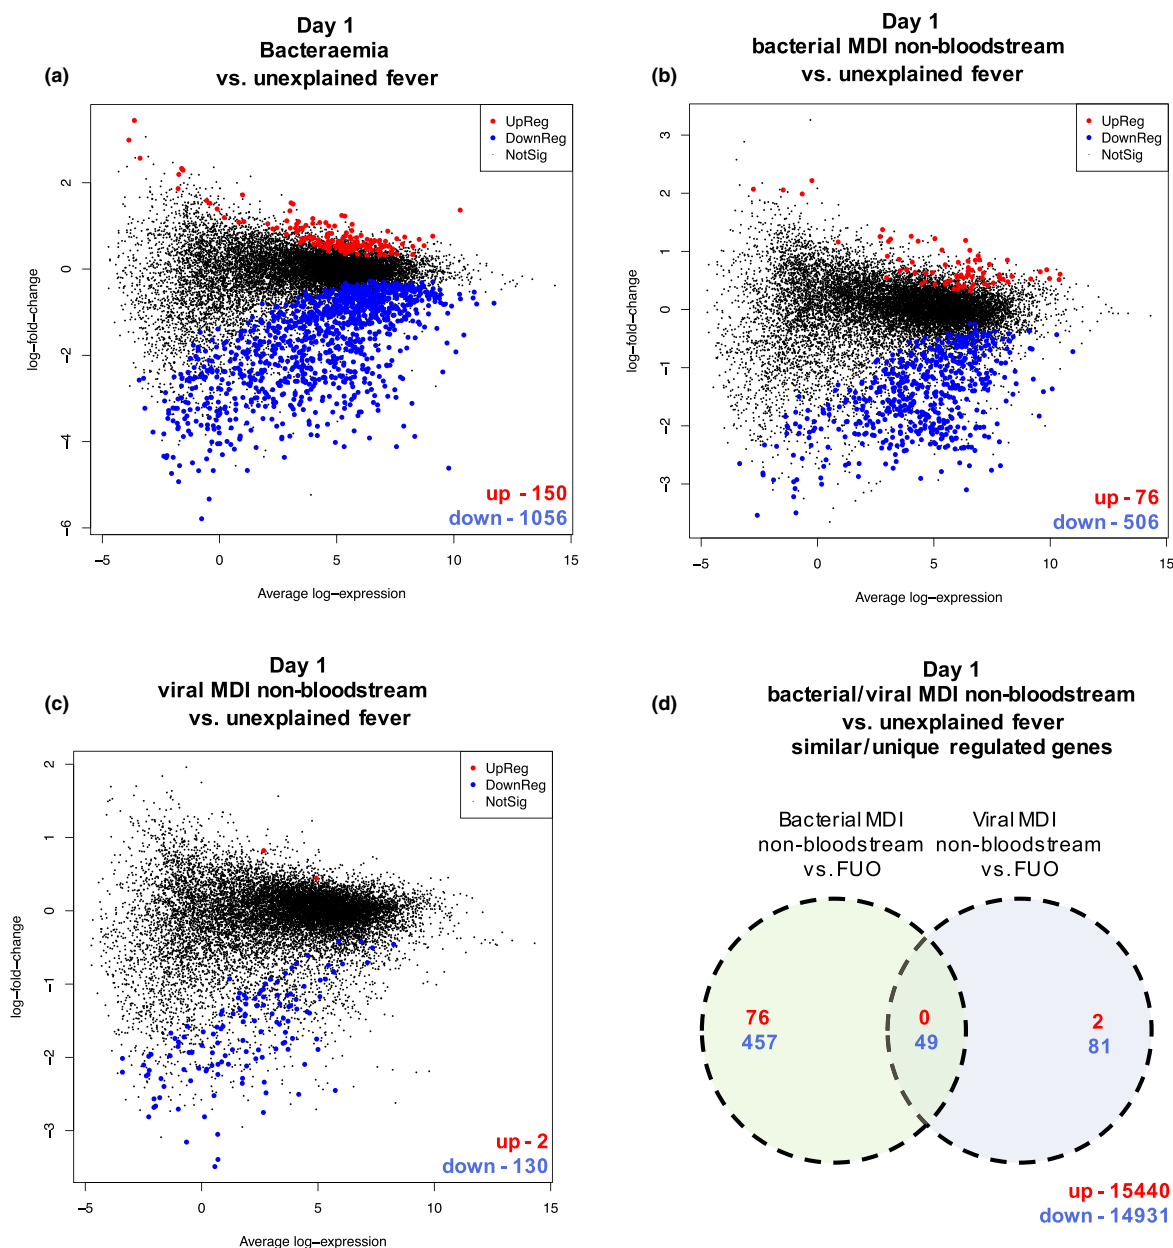 Day 1
Bacteraemia
vs. unexplained fever
(a)
UpReg
DownReg
NotSig
2
0
−2
−4
−6
log−fold−change
up - 150
down - 1056
−5 0 5 10 15
Average log−expression
Day 1
bacterial MDI non-bloodstream
vs. unexplained fever
(b)
UpReg
DownReg
NotSig
3
2
1
0
−1
−2
−3
log−fold−change
up - 76
down - 506
−5 0 5 10 15
Average log−expression
Day 1
viral MDI non-bloodstream
vs. unexplained fever
(c)
UpReg
DownReg
NotSig
2
1
0
−1
−2
−3
log−fold−change
up - 2
down - 130
−5 0 5 10 15
Average log−expression
Day 1
bacterial/viral MDI non-bloodstream
vs. unexplained fever
similar/unique regulated genes
(d)
Bacterial MDI
non-bloodstream
vs. FUO
Viral MDI
non-bloodstream
vs. FUO
76 0 2
457 49 81
up - 15440
down - 14931